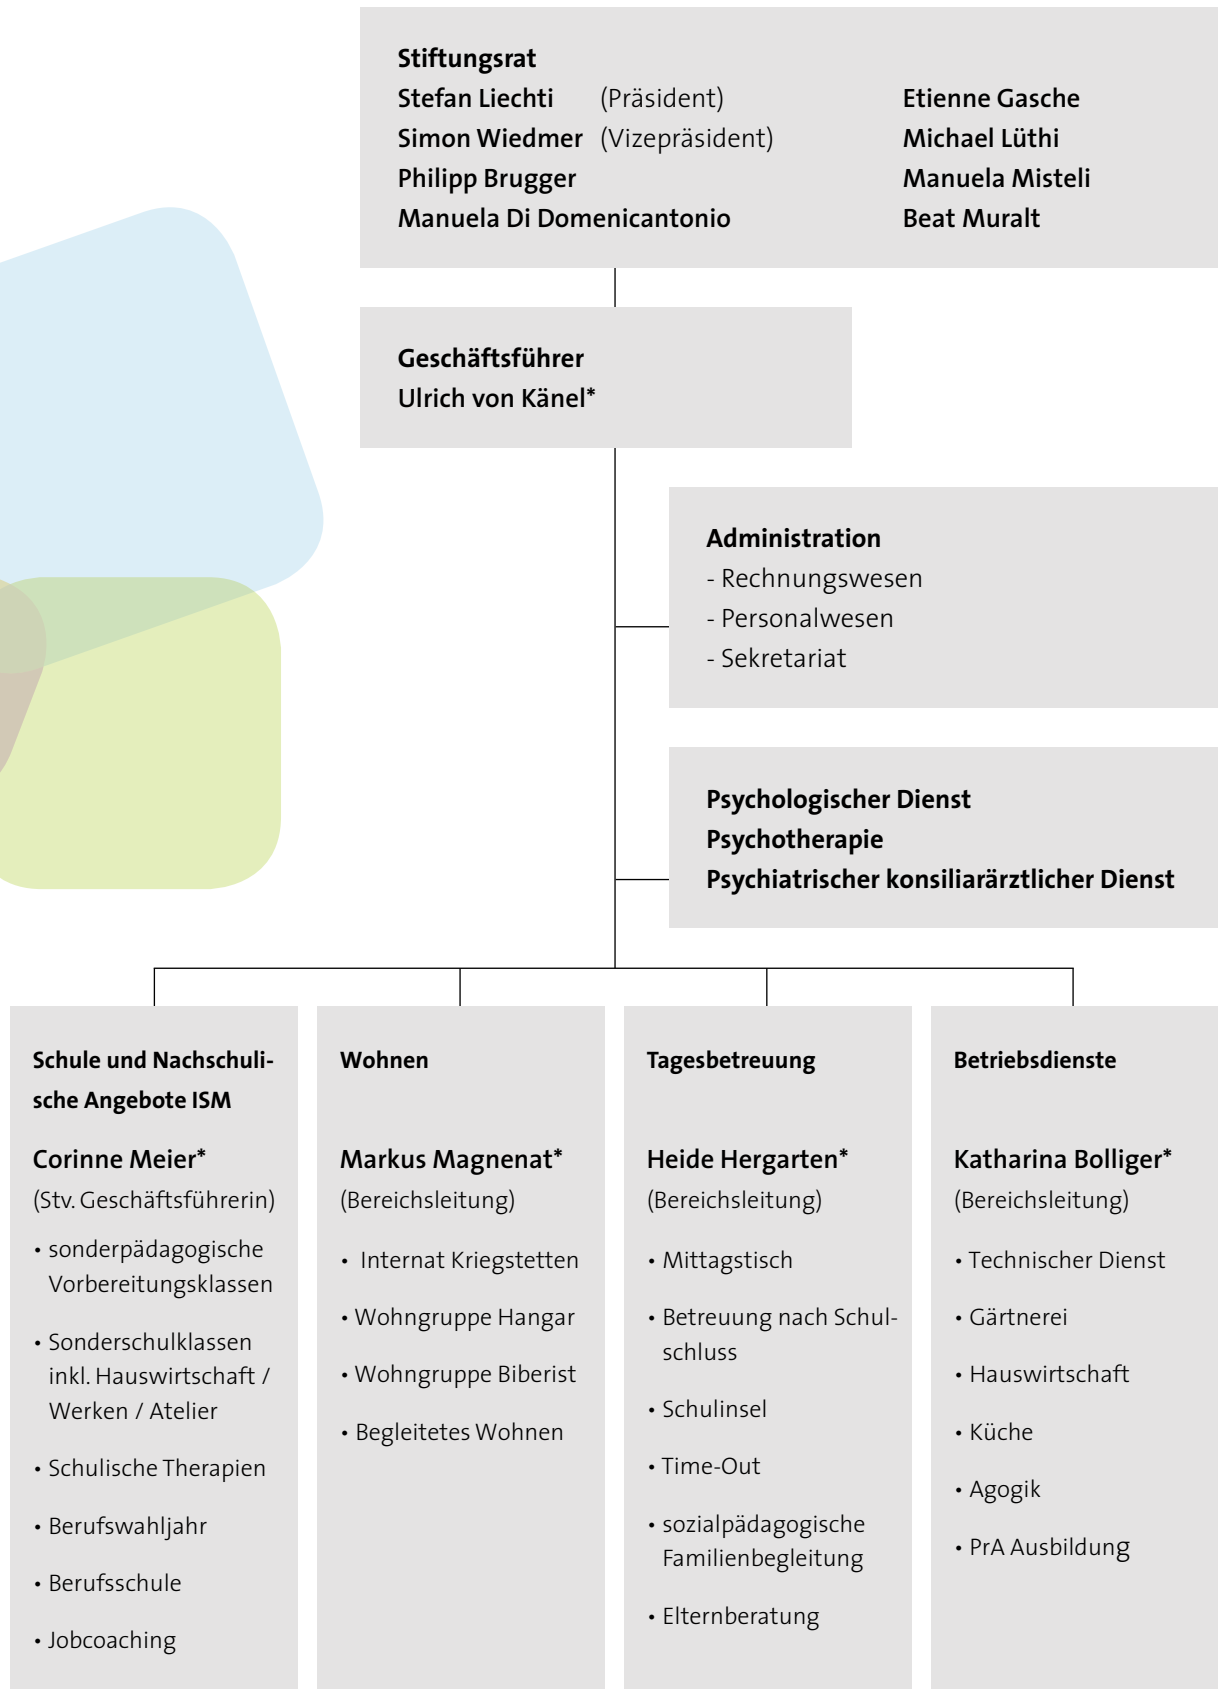 Stiftungsrat
Stefan Liechti (Präsident)
Simon Wiedmer (Vizepräsident)
Philipp Brugger
Manuela Di Domenicantonio
Etienne Gasche
Michael Lüthi
Manuela Misteli
Beat Muralt
Geschäftsführer
Ulrich von Känel*
Administration
- Rechnungswesen
- Personalwesen
- Sekretariat
Psychologischer Dienst
Psychotherapie
Psychiatrischer konsiliarärztlicher Dienst
Schule und Nachschuli-
sche Angebote ISM
Corinne Meier*
(Stv. Geschäftsführerin)
• sonderpädagogische
Vorbereitungsklassen
• Sonderschulklassen
inkl. Hauswirtschaft /
Werken / Atelier
• Schulische Therapien
• Berufswahljahr
• Berufsschule
• Jobcoaching
Wohnen
Markus Magnenat*
(Bereichsleitung)
• Internat Kriegstetten
• Wohngruppe Hangar
• Wohngruppe Biberist
• Begleitetes Wohnen
Tagesbetreuung
Heide Hergarten*
(Bereichsleitung)
• Mittagstisch
• Betreuung nach Schul-
schluss
• Schulinsel
• Time-Out
• sozialpädagogische
Familienbegleitung
• Elternberatung
Betriebsdienste
Katharina Bolliger*
(Bereichsleitung)
• Technischer Dienst
• Gärtnerei
• Hauswirtschaft
• Küche
• Agogik
• PrA Ausbildung